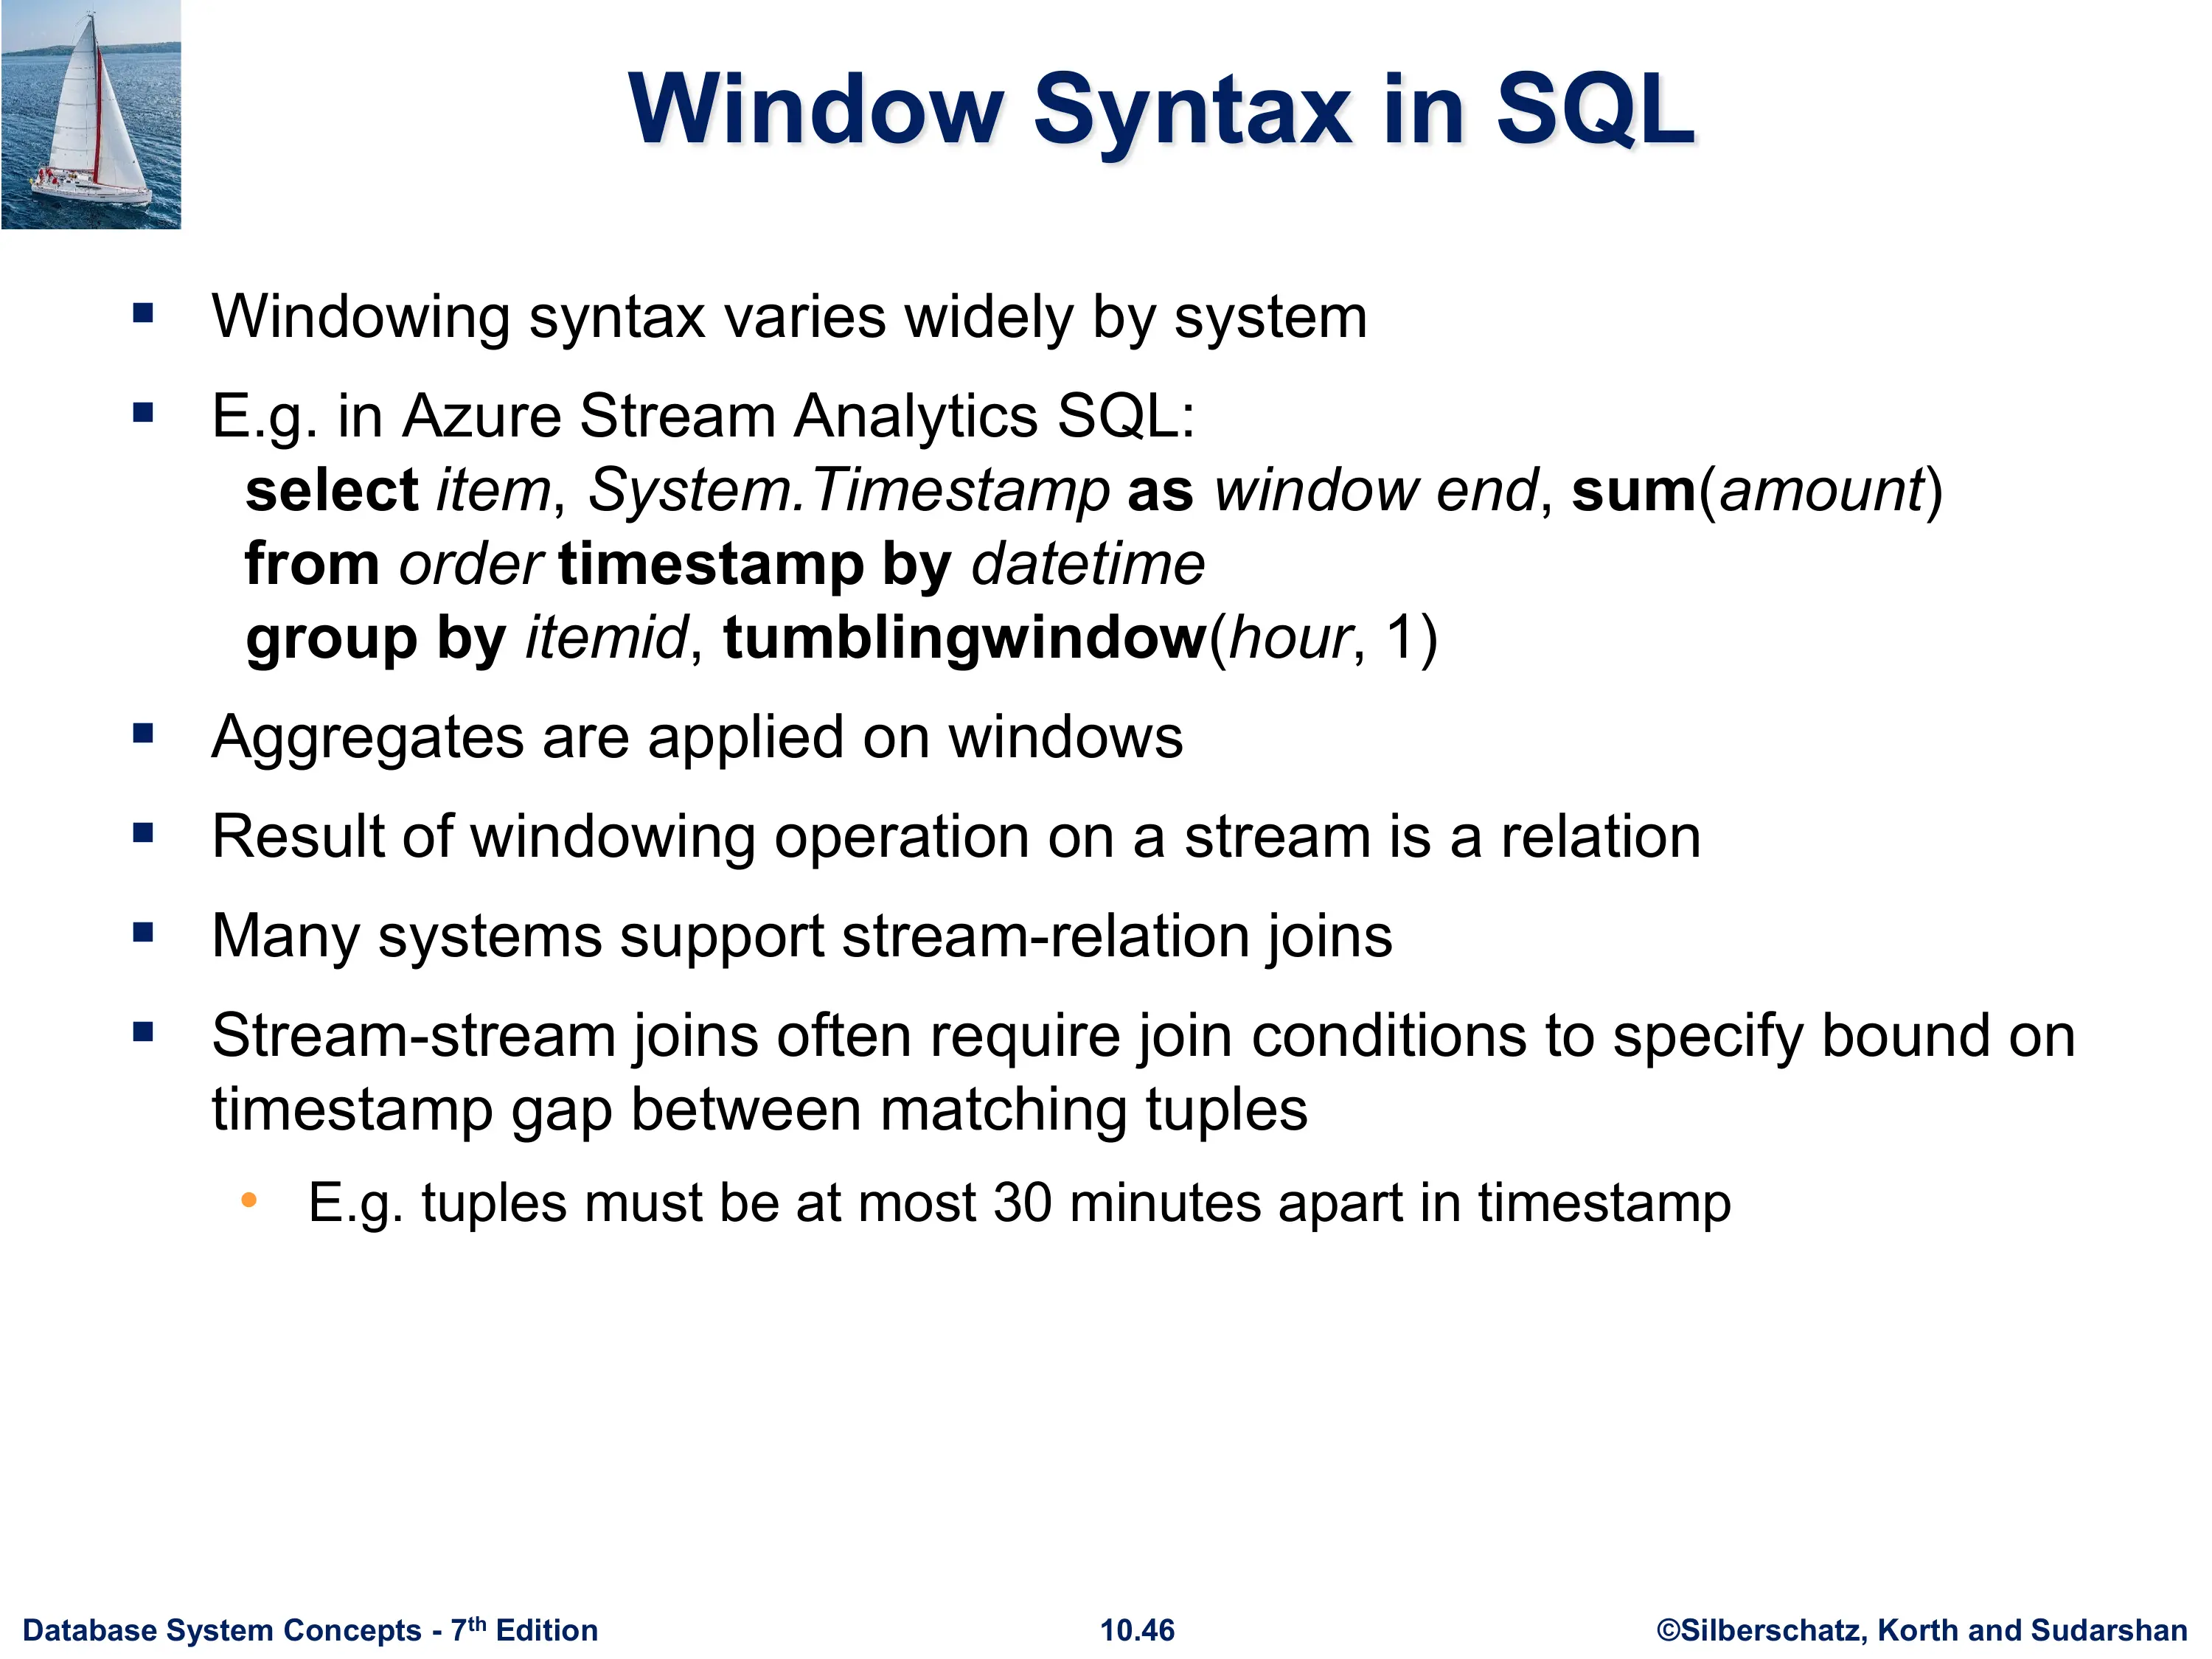 Window Syntax in SQL
Windowing syntax varies widely by system
E.g. in Azure Stream Analytics SQL:
select item, System.Timestamp as window end, sum(amount)
from order timestamp by datetime
group by itemid, tumblingwindow(hour, 1)
Aggregates are applied on windows
Result of windowing operation on a stream is a relation
Many systems support stream-relation joins
Stream-stream joins often require join conditions to specify bound on
timestamp gap between matching tuples
E.g. tuples must be at most 30 minutes apart in timestamp
Database System Concepts - 7th Edition
10.46
©Silberschatz, Korth and Sudarshan